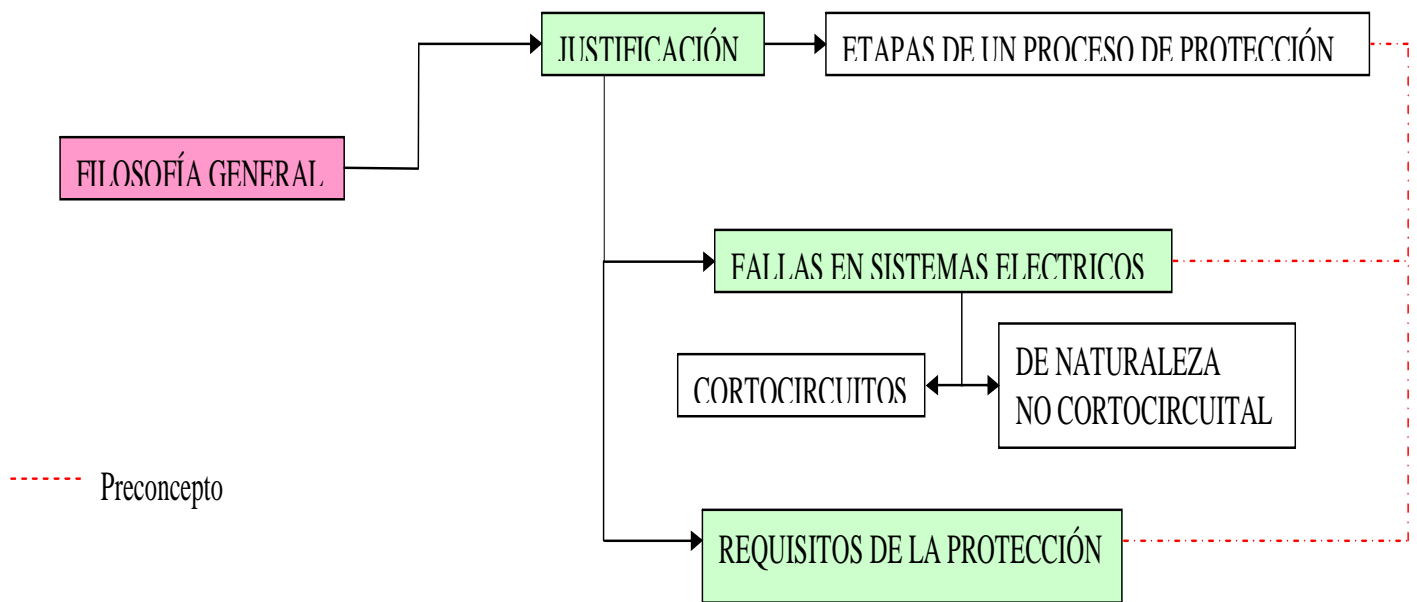 JUSTIFICACIÓN
ETAPAS DE UN PROCESO DE PROTECCIÓN
FILOSOFÍA GENERAL
FALLAS EN SISTEMAS ELECTRICOS
CORTOCIRCUITOS
DE NATURALEZA
NO CORTOCIRCUITAL
Preconcepto
REQUISITOS DE LA PROTECCIÓN